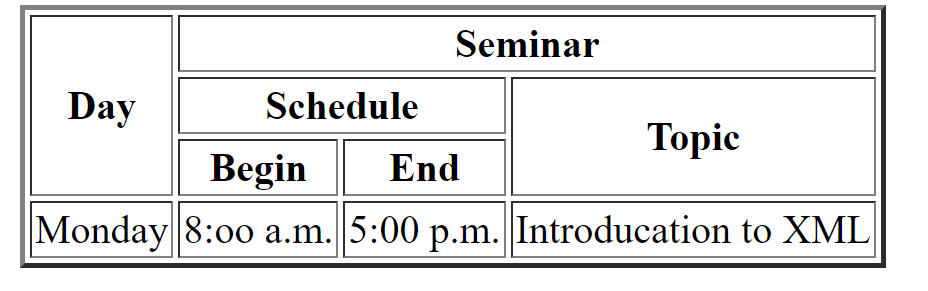 Seminar
Day
Schedule
Topic
Begin
End
Monday
8:oo a.m.
5:00 p.m.
Introducation to XML